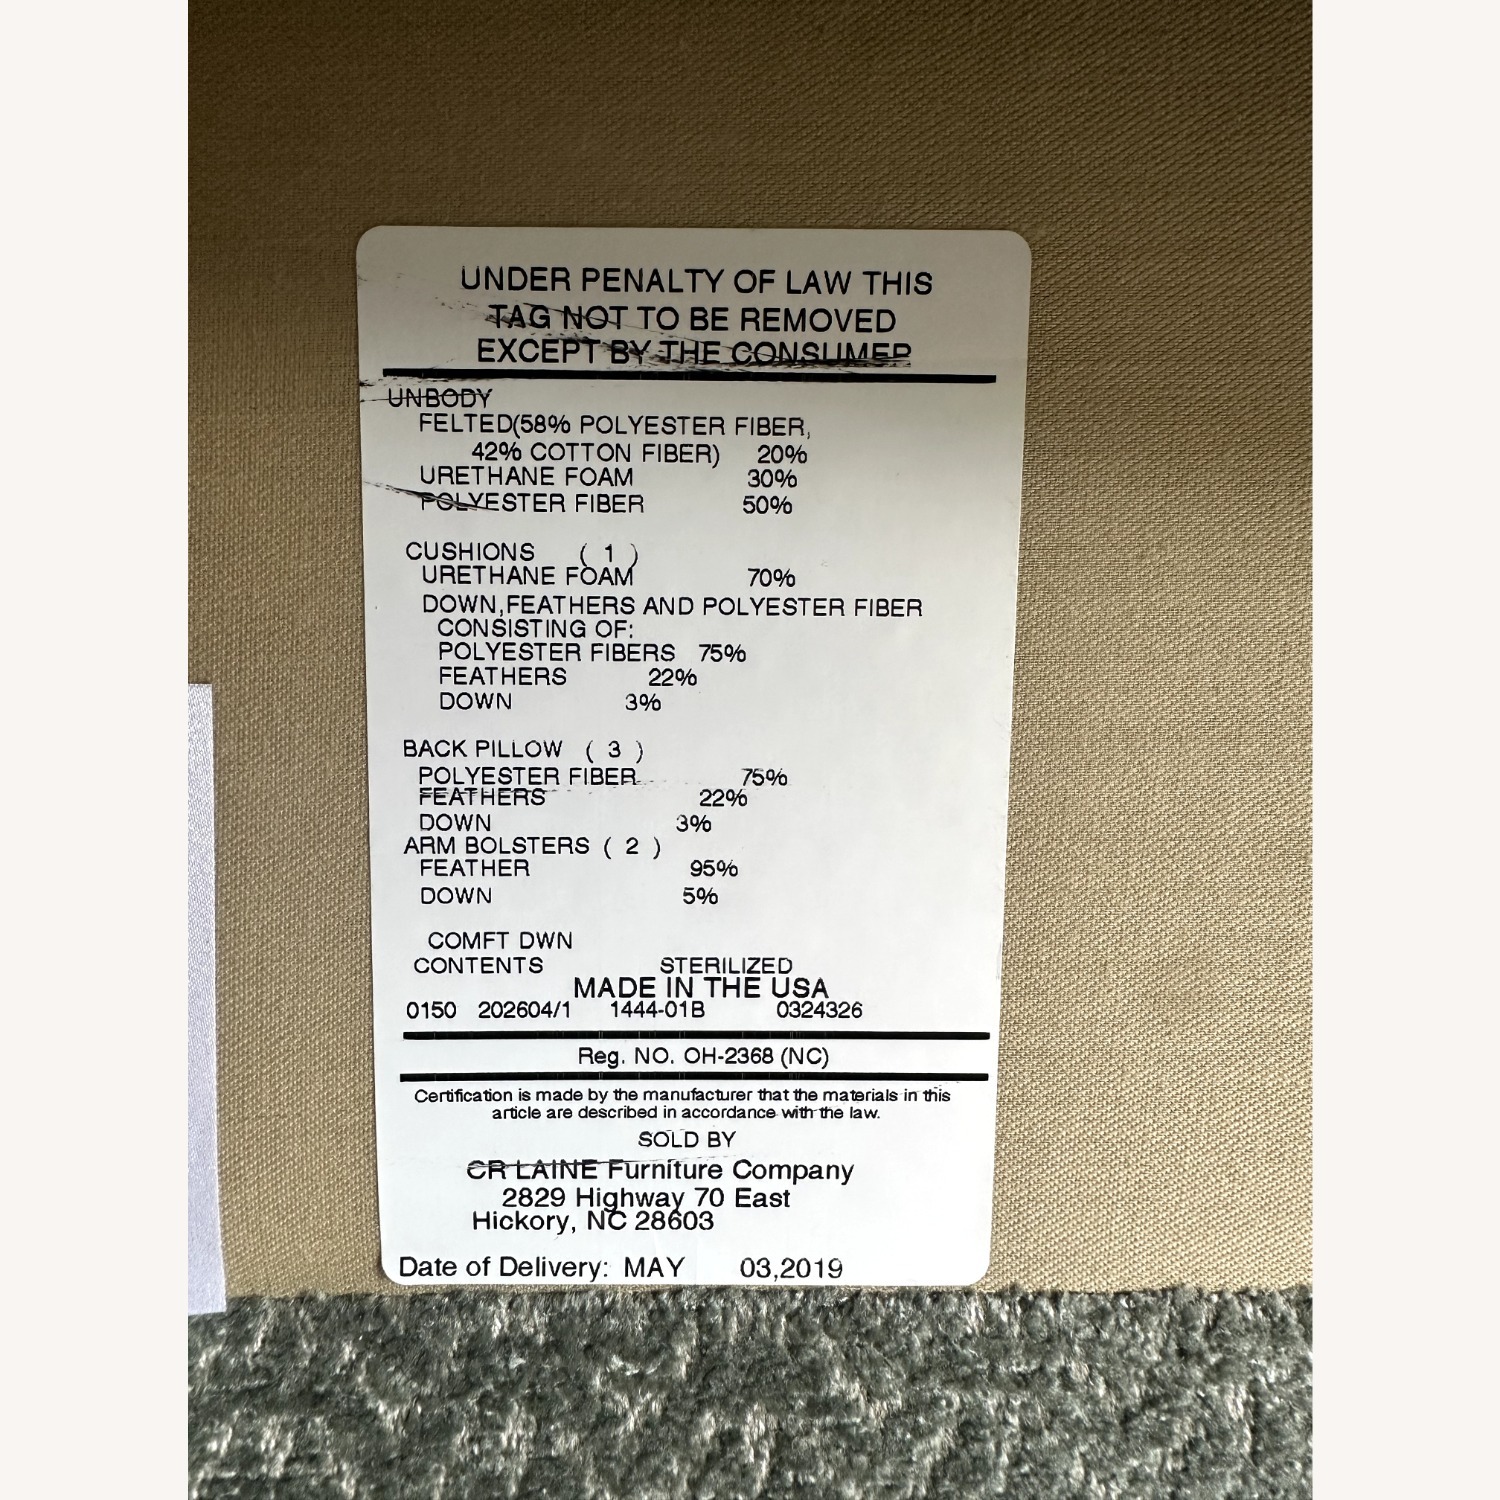 UNDER PENALTY OF LAW THIS
TAG NOT TO BE REMOVED
EXCEPT BY THE CONSUMER
UNBODY
FELTED(58% POLYESTER FIBER,
42% COTTON FIBER) 20%
URETHANE FOAM 30%
POLYESTER FIBER 50%
CUSHIONS ( 1 )
URETHANE FOAM 70%
DOWN,FEATHERS AND POLYESTER FIBER
CONSISTING OF:
POLYESTER FIBERS 75%
FEATHERS 22%
DOWN 3%
BACK PILLOW ( 3 )
POLYESTER FIBER 75%
FEATHERS 22%
DOWN 3%
ARM BOLSTERS ( 2 )
FEATHER 95%
DOWN 5%
COMFT DWN
CONTENTS STERILIZED
MADE IN THE USA
0150 202604/1 1444-01B 0324326
Reg. NO. OH-2368 (NC)
Certification is made by the manufacturer that the materials in this
article are described in accordance with the law.
SOLD BY
CR LAINE Furniture Company
2829 Highway 70 East
Hickory, NC 28603
Date of Delivery: MAY 03,2019